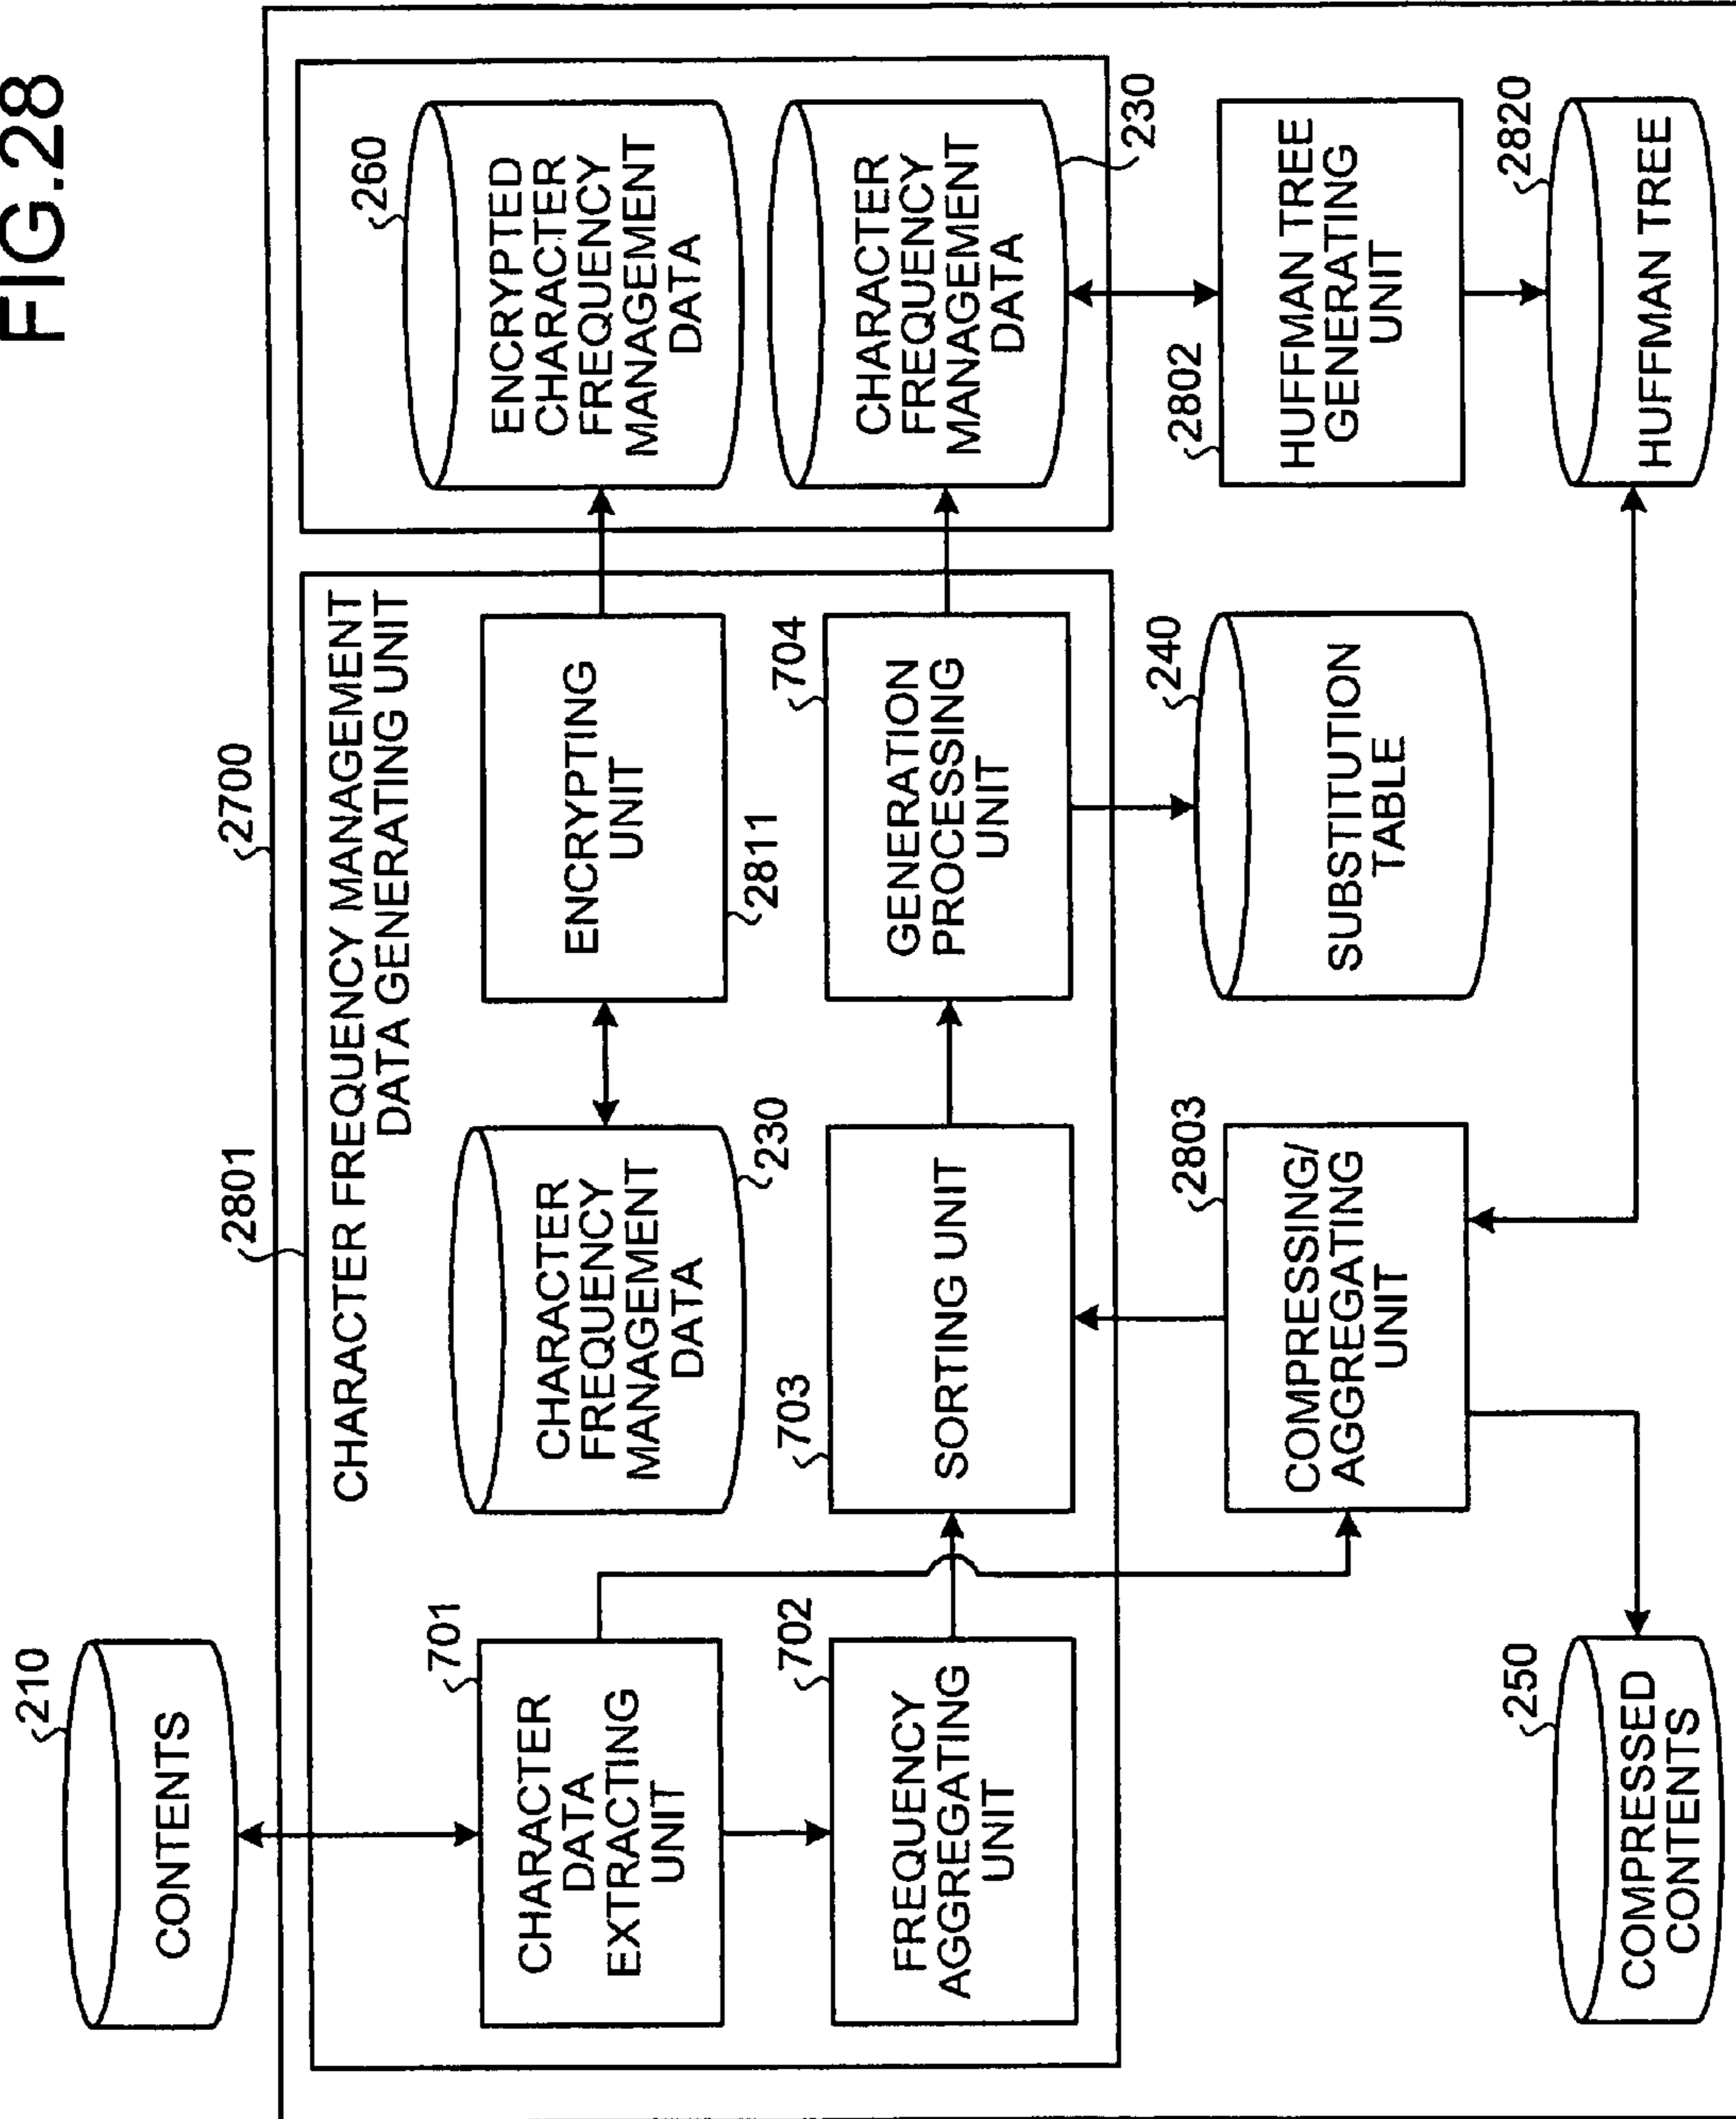 FIG.28
2700
2801
CHARACTER FREQUENCY MANAGEMENT
DATA GENERATING UNIT
210
CONTENTS
701
CHARACTER
DATA
EXTRACTING
UNIT
CHARACTER
FREQUENCY
MANAGEMENT
DATA
230
ENCRYPTING
UNIT
2811
260
ENCRYPTED
CHARACTER
FREQUENCY
MANAGEMENT
DATA
702
FREQUENCY
AGGREGATING
UNIT
703
SORTING UNIT
704
GENERATION
PROCESSING
UNIT
CHARACTER
FREQUENCY
MANAGEMENT
DATA
230
2803
COMPRESSING/
AGGREGATING
UNIT
240
SUBSTITUTION
TABLE
2802
HUFFMAN TREE
GENERATING
UNIT
250
COMPRESSED
CONTENTS
2820
HUFFMAN TREE